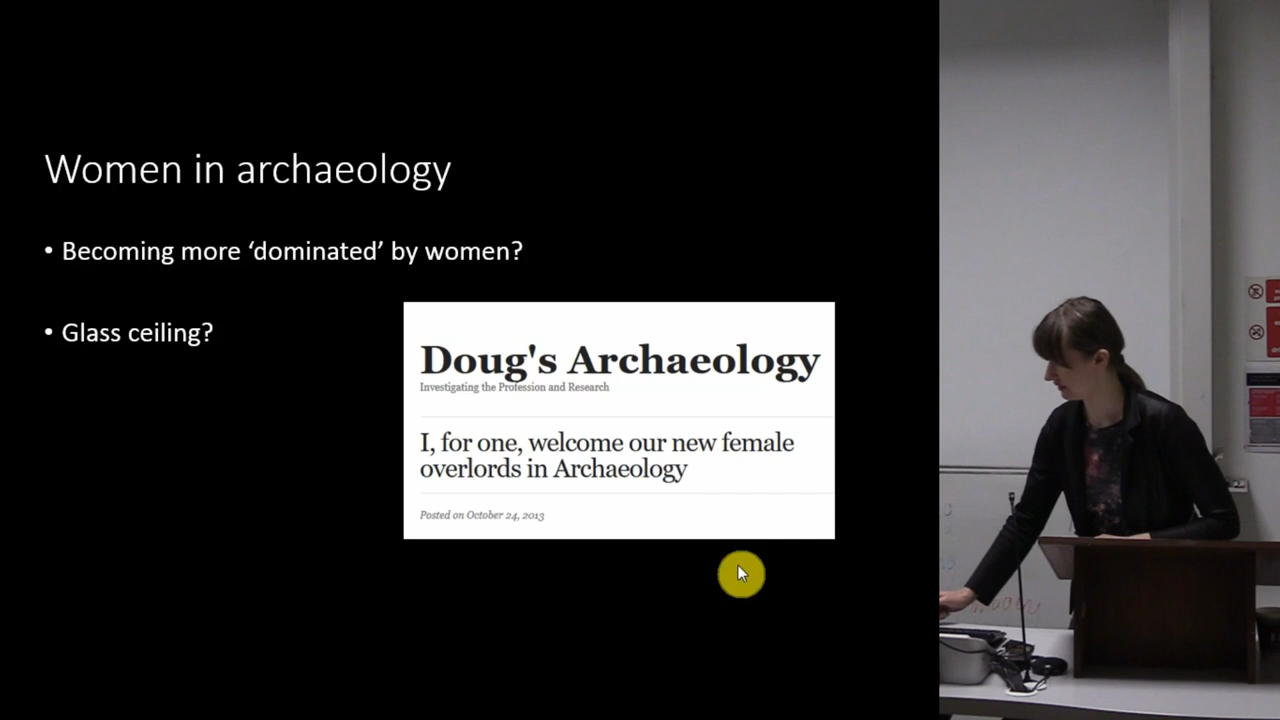 Women in archaeology
• Becoming more ‘dominated’ by women?
• Glass ceiling?
Doug's Archaeology
Investigating the Profession and Research
I, for one, welcome our new female
overlords in Archaeology
Posted on October 24, 2013